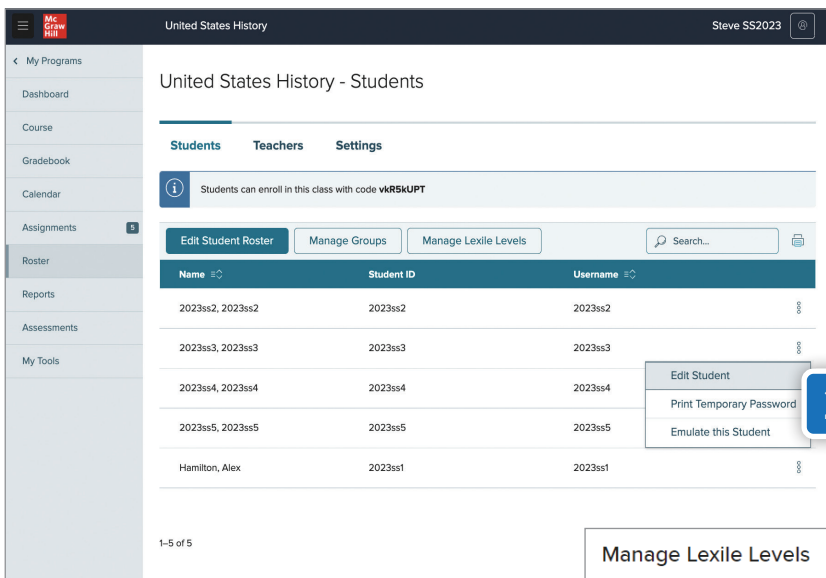 Mc
Graw
Hill
United States History
Steve SS2023
My Programs
Dashboard
Course
Gradebook
Calendar
Assignments 5
Roster
Reports
Assessments
My Tools
United States History - Students
Students Teachers Settings
Students can enroll in this class with code vkR5kUPT
Edit Student Roster Manage Groups Manage Lexile Levels Search...
Name Student ID Username
2023ss2, 2023ss2 2023ss2 2023ss2
2023ss3, 2023ss3 2023ss3 2023ss3
2023ss4, 2023ss4 2023ss4 2023ss4
2023ss5, 2023ss5 2023ss5 2023ss5
Hamilton, Alex 2023ss1 2023ss1
Edit Student
Print Temporary Password
Emulate this Student
1–5 of 5
Manage Lexile Levels